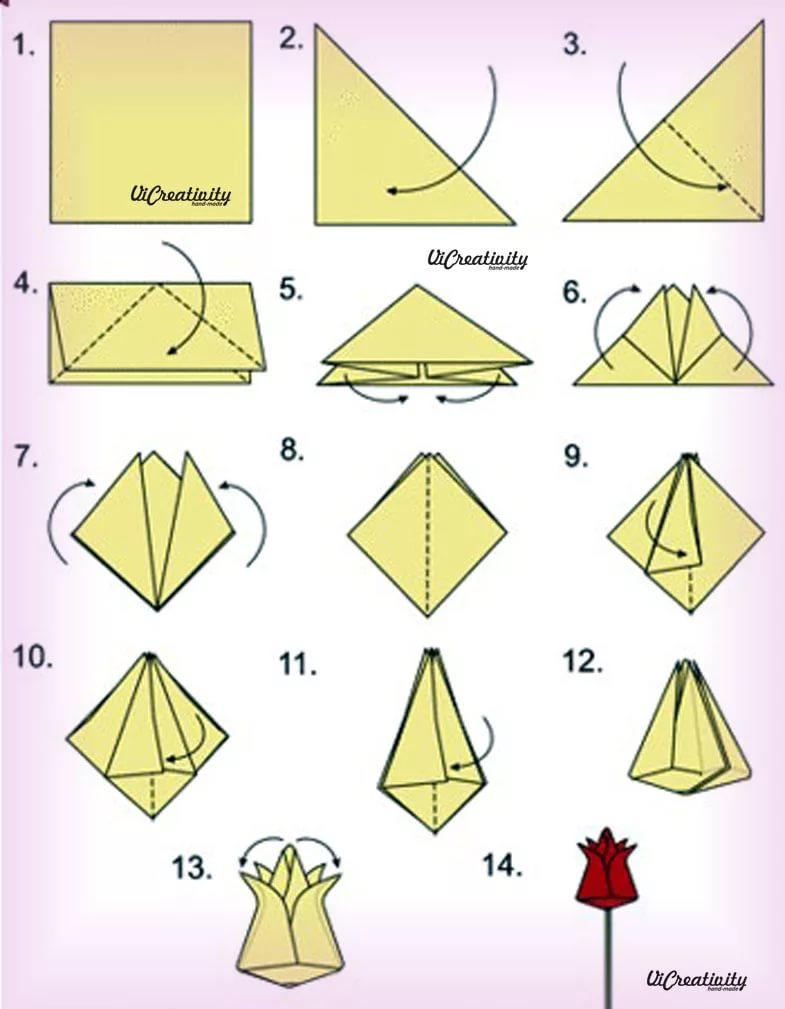 1.
2.
3.
ViCreativity
hand-made
ViCreativity
hand-made
4.
5.
6.
7.
8.
9.
10.
11.
12.
13.
14.
ViCreativity
hand-made